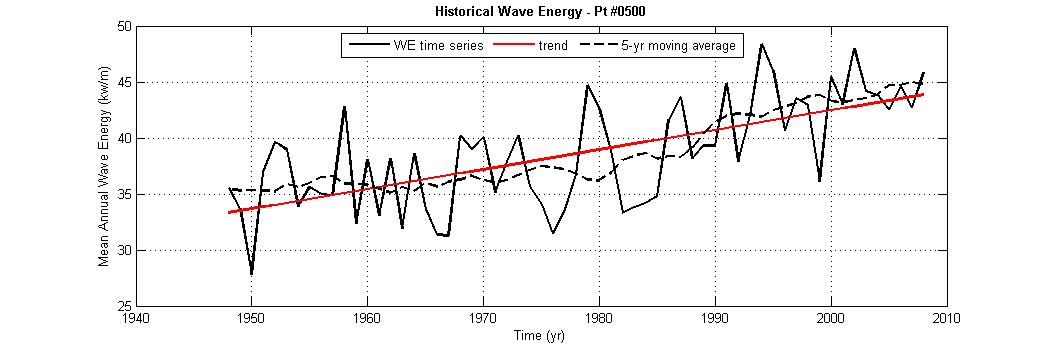 Historical Wave Energy - Pt #0500
WE time series trend 5-yr moving average
Mean Annual Wave Energy (kw/m)
50
45
40
35
30
25
1940 1950 1960 1970 1980 1990 2000 2010
Time (yr)